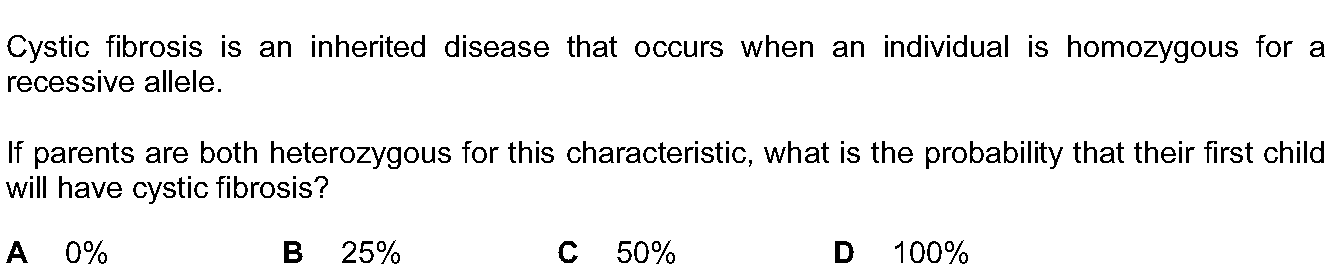 Cystic fibrosis is an inherited disease that occurs when an individual is homozygous for a
recessive allele.
If parents are both heterozygous for this characteristic, what is the probability that their first child
will have cystic fibrosis?
A 0% B 25% C 50% D 100%